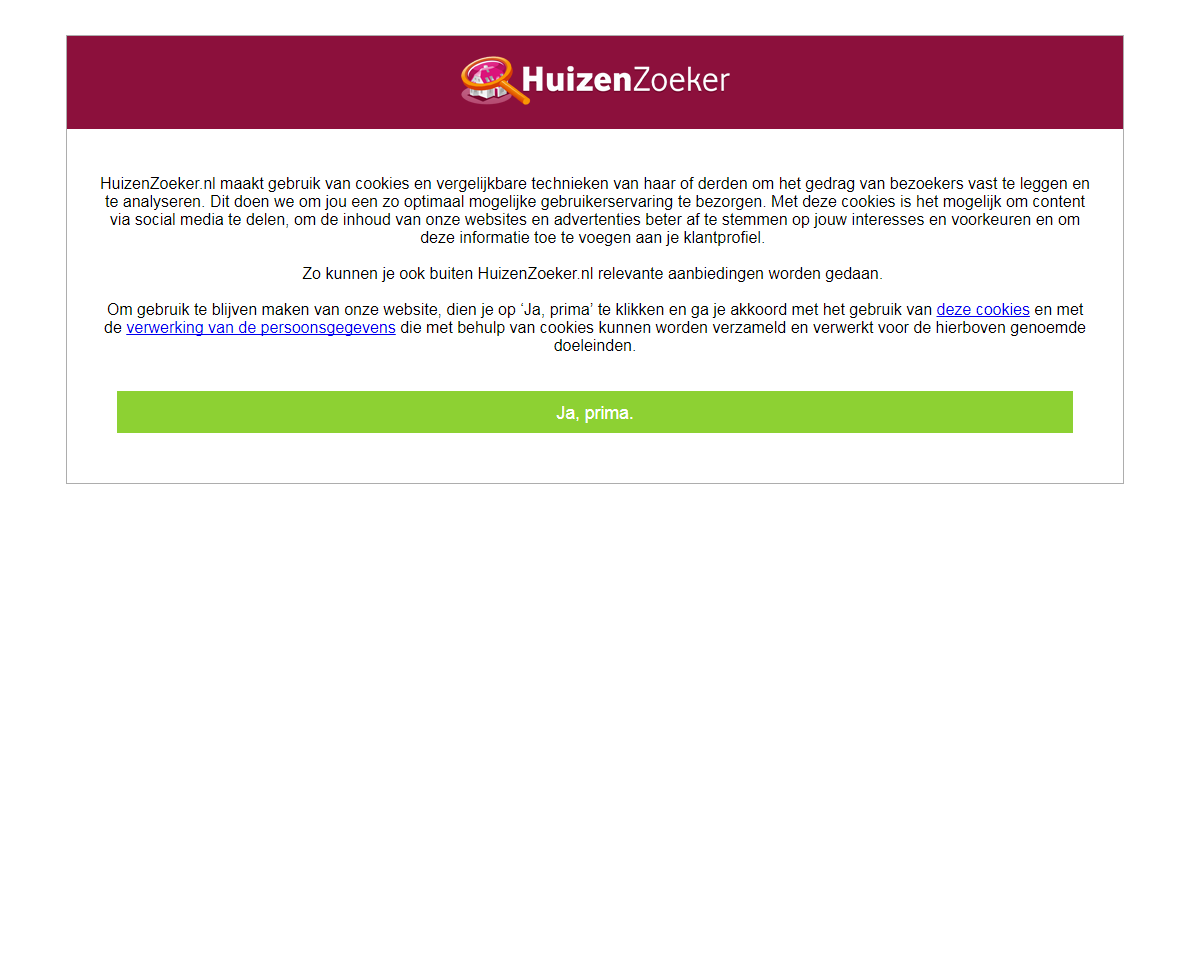 HuizenZoeker
HuizenZoeker.nl maakt gebruik van cookies en vergelijkbare technieken van haar of derden om het gedrag van bezoekers vast te leggen en
te analyseren. Dit doen we om jou een zo optimaal mogelijke gebruikerservaring te bezorgen. Met deze cookies is het mogelijk om content
via social media te delen, om de inhoud van onze websites en advertenties beter af te stemmen op jouw interesses en voorkeuren en om
deze informatie toe te voegen aan je klantprofiel.
Zo kunnen je ook buiten HuizenZoeker.nl relevante aanbiedingen worden gedaan.
Om gebruik te blijven maken van onze website, dien je op ‘Ja, prima’ te klikken en ga je akkoord met het gebruik van deze cookies en met
de verwerking van de persoonsgegevens die met behulp van cookies kunnen worden verzameld en verwerkt voor de hierboven genoemde
doeleinden.
Ja, prima.